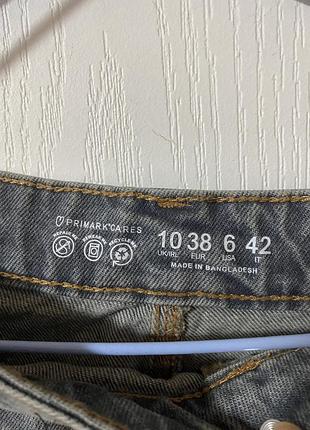 PRIMARK CARES
10 38 6 42
UK/IRL EUR USA IT
MADE IN BANGLADESH